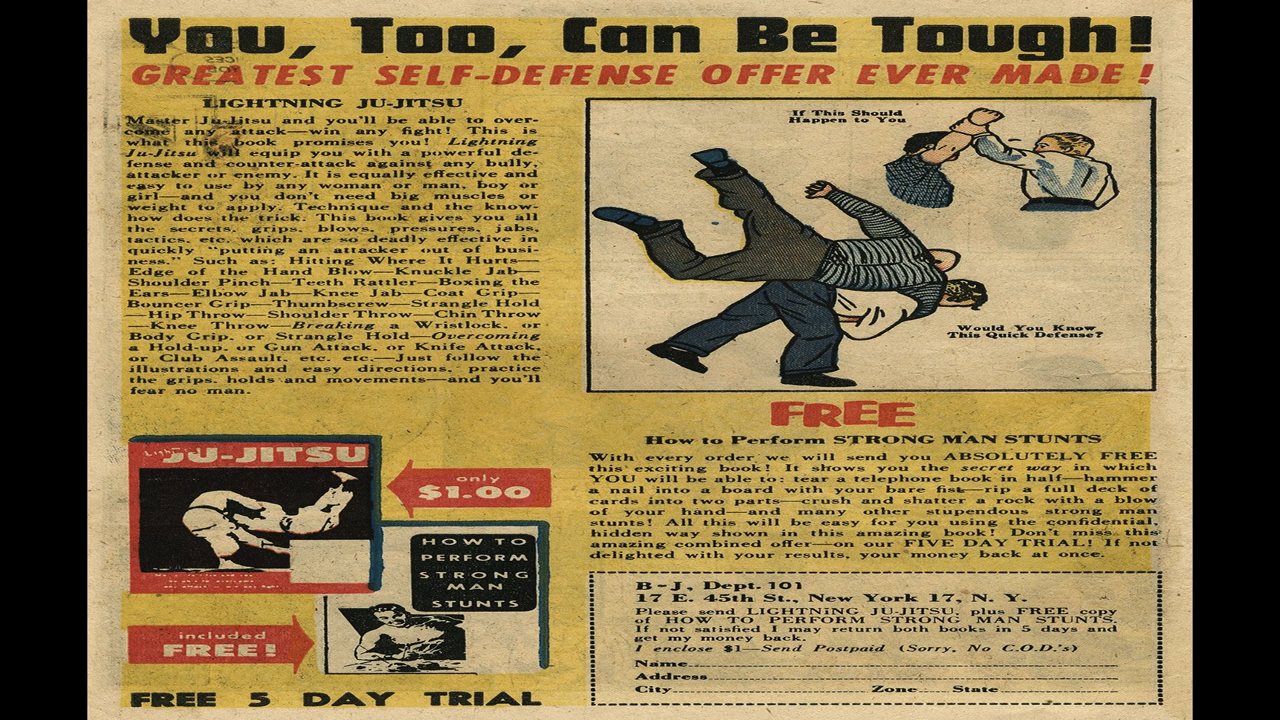 You, Too, Can Be Tough!
GREATEST SELF-DEFENSE OFFER EVER MADE!
LIGHTNING JU-JITSU
Master Ju-Jitsu and you'll be able to over-
come any attack—win any fight! This is
what this book promises you! Lightning
Ju-Jitsu will equip you with a powerful de-
fense and counter-attack against any bully,
attacker or enemy. It is equally effective and
easy to use by any woman or man, boy or
girl—and you don't need big muscles or
weight to apply. Technique and the know-
how does the trick. This book gives you all
the secrets, grips, blows, pressures, jabs,
tactics, etc. which are so deadly effective in
quickly "putting an attacker out of busi-
ness." Such as: Hitting Where It Hurts—
Edge of the Hand Blow—Knuckle Jab—
Shoulder Pinch—Teeth Rattler—Boxing the
Ears—Elbow Jab—Knee Jab—Coat Grip—
Bouncer Grip—Thumbscrew—Strangle Hold
—Hip Throw—Shoulder Throw—Chin Throw
—Knee Throw—Breaking a Wristlock, or
Body Grip, or Strangle Hold—Overcoming
a Hold-up, or Gun Attack, or Knife Attack,
or Club Assault, etc. etc.—Just follow the
illustrations and easy directions, practice
the grips, holds and movements—and you'll
fear no man.
If This Should
Happen to You
Would You Know
This Quick Defense?
JU-JITSU
only
$1.00
HOW TO
PERFORM
STRONG
MAN
STUNTS
included
FREE!
FREE 5 DAY TRIAL
FREE
How to Perform STRONG MAN STUNTS
With every order we will send you ABSOLUTELY FREE
this exciting book! It shows you the secret way in which
YOU will be able to: tear a telephone book in half—hammer
a nail into a board with your bare fist—rip a full deck of
cards into two parts—crush and shatter a rock with a blow
of your hand—and many other stupendous strong man
stunts! All this will be easy for you using the confidential,
hidden way shown in this amazing book! Don't miss this
amazing combined offer—on our FIVE DAY TRIAL! If not
delighted with your results, your money back at once.
B-J, Dept. 101
17 E. 45th St., New York 17, N. Y.
Please send LIGHTNING JU-JITSU, plus FREE copy
of HOW TO PERFORM STRONG MAN STUNTS.
If not satisfied I may return both books in 5 days and
get my money back.
I enclose $1—Send Postpaid (Sorry, No C.O.D.'s)
Name
Address
City Zone State